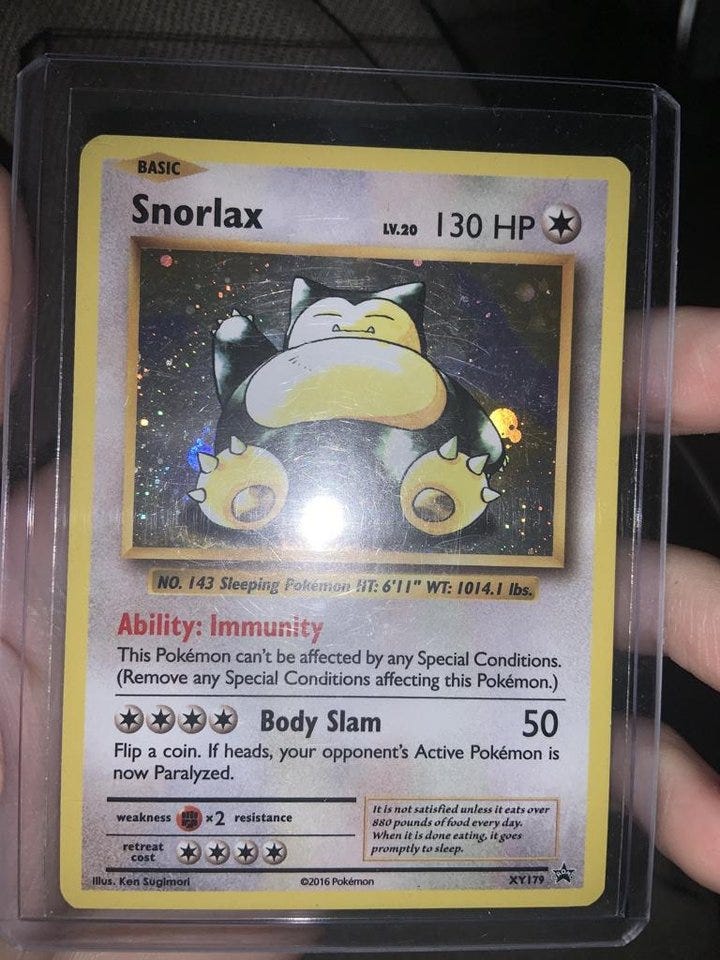 BASIC
Snorlax LV.20 130 HP
NO. 143 Sleeping Pokémon HT: 6'11" WT: 1014.1 lbs.
Ability: Immunity
This Pokémon can't be affected by any Special Conditions.
(Remove any Special Conditions affecting this Pokémon.)
Body Slam 50
Flip a coin. If heads, your opponent's Active Pokémon is
now Paralyzed.
weakness ×2 resistance
retreat
cost
It is not satisfied unless it eats over
880 pounds of food every day.
When it is done eating, it goes
promptly to sleep.
Illus. Ken Sugimori ©2016 Pokémon XY179